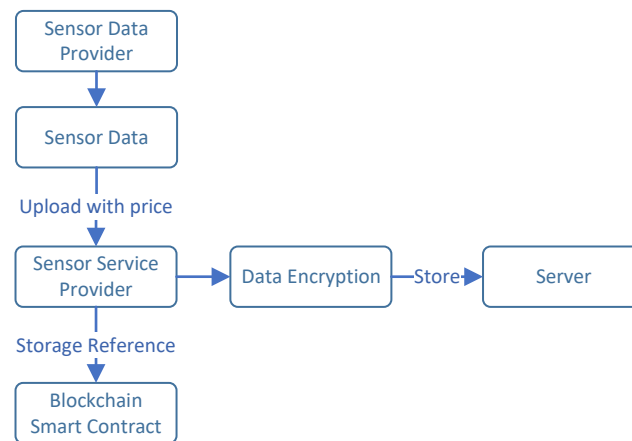 Sensor Data
Provider
Sensor Data
Upload with price
Sensor Service
Provider
Data Encryption
Store
Server
Storage Reference
Blockchain
Smart Contract